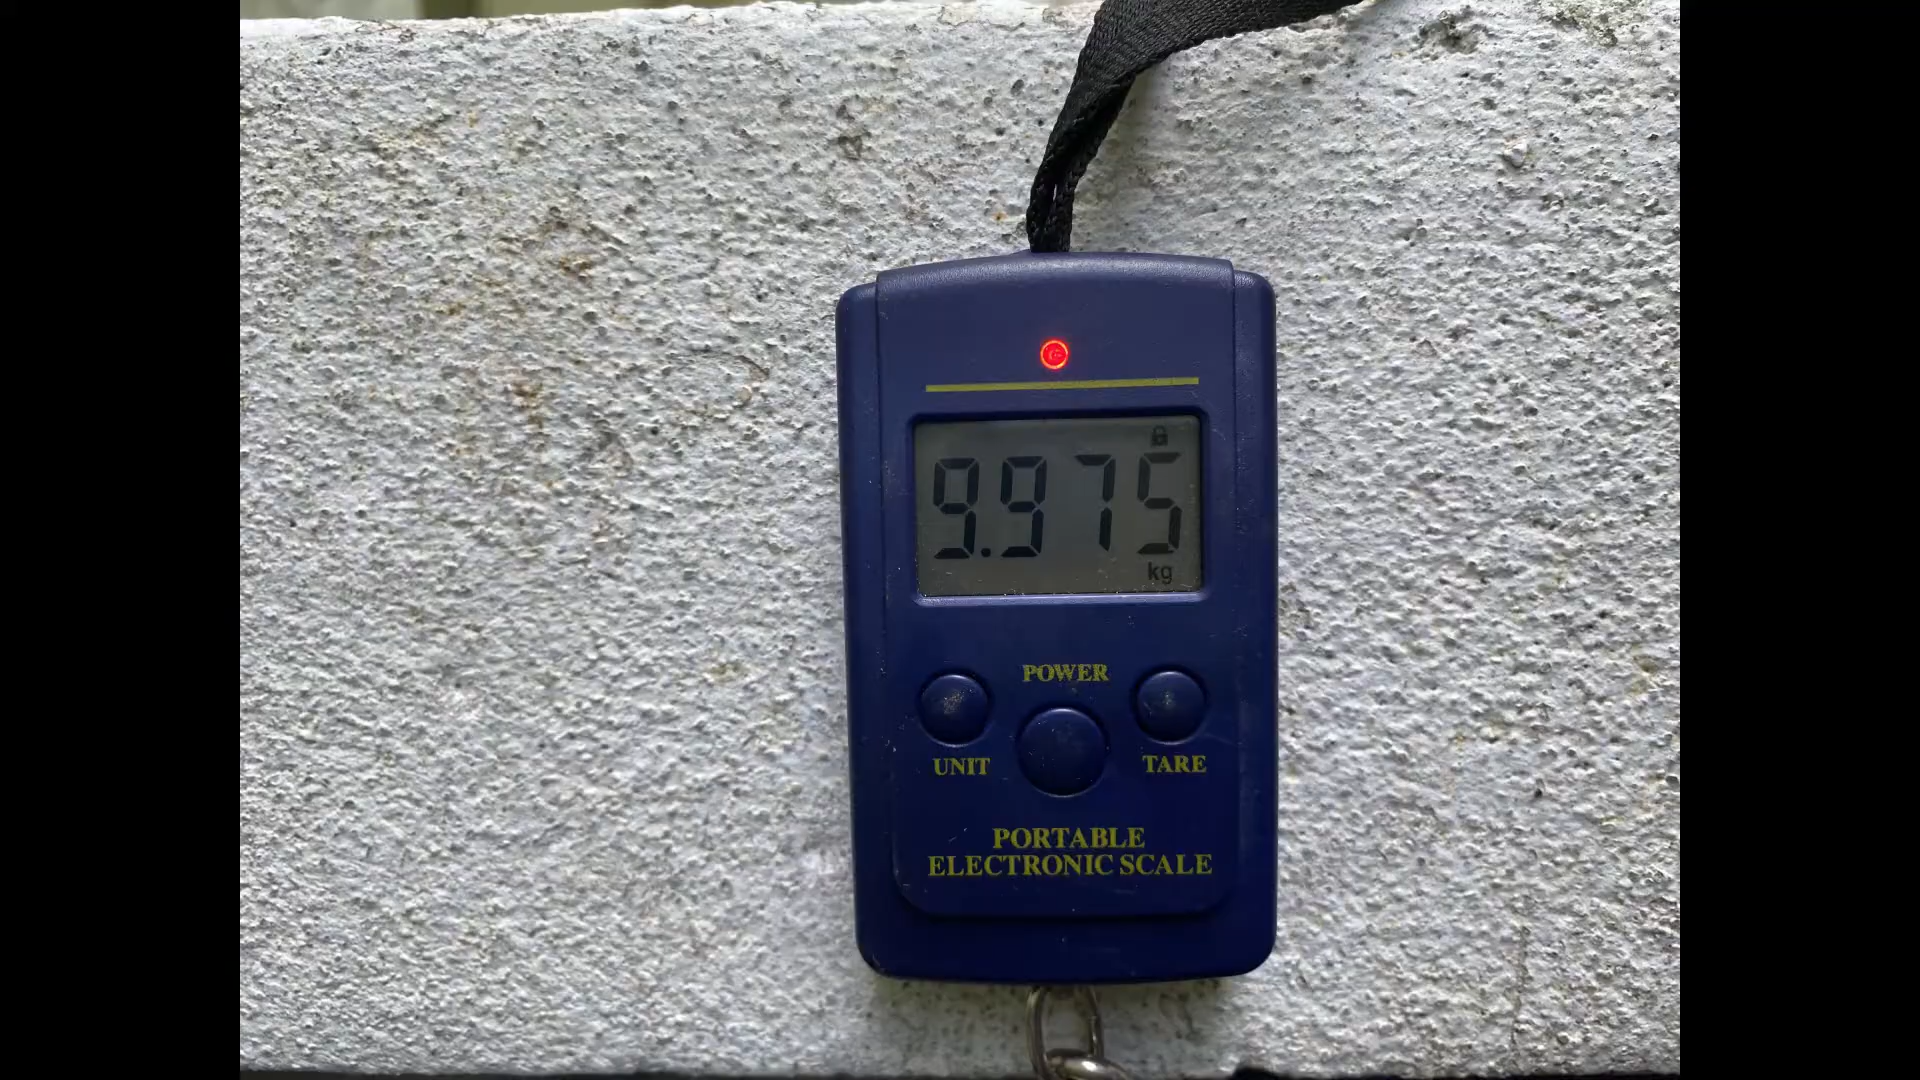 9.975
kg
POWER
UNIT
TARE
PORTABLE
ELECTRONIC SCALE